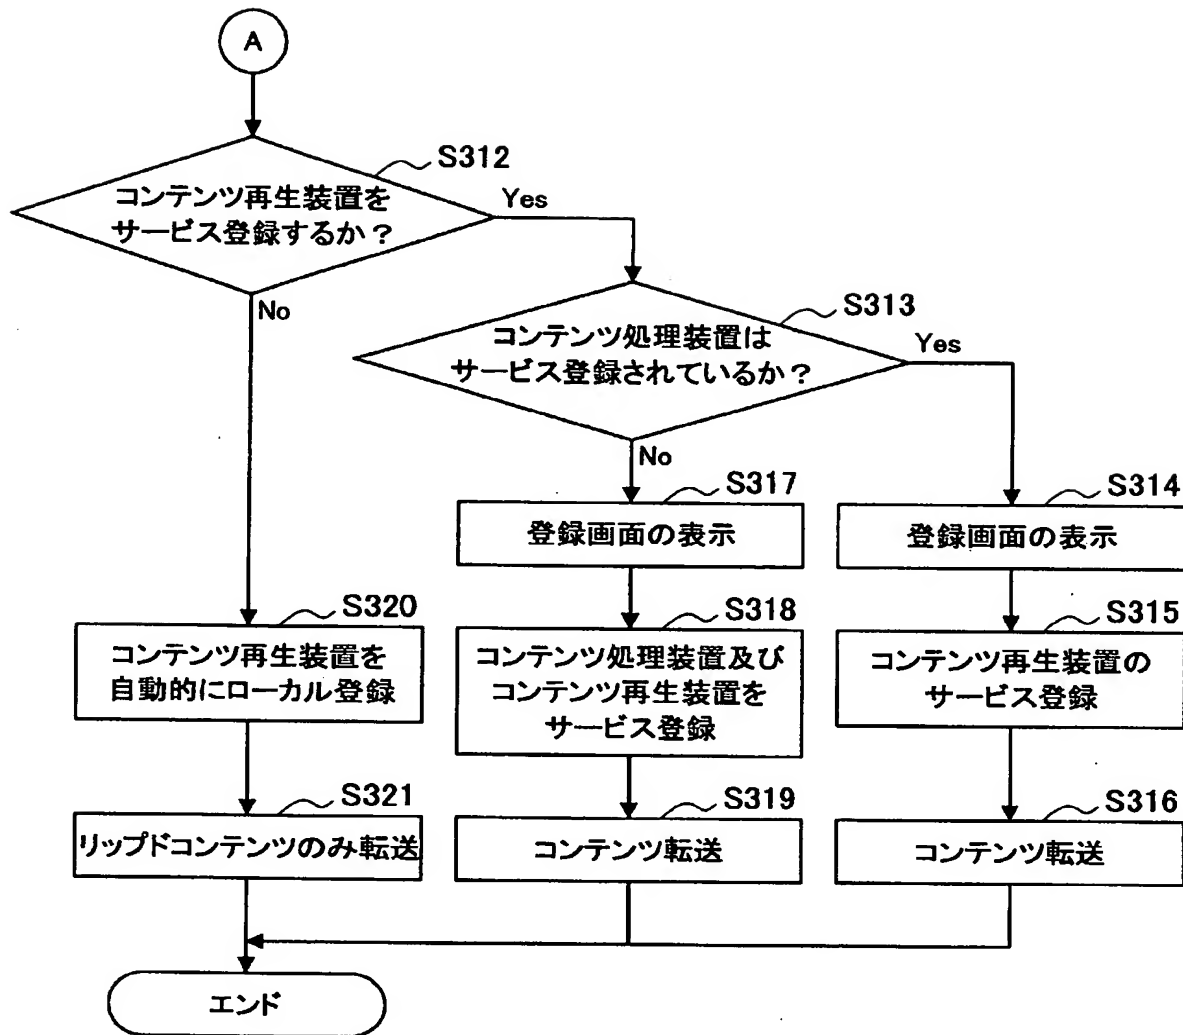 A
S312
コンテンツ再生装置を
サービス登録するか?
Yes
No
S313
コンテンツ処理装置は
サービス登録されているか?
Yes
No
S317
登録画面の表示
S314
登録画面の表示
S320
コンテンツ再生装置を
自動的にローカル登録
S318
コンテンツ処理装置及び
コンテンツ再生装置を
サービス登録
S315
コンテンツ再生装置の
サービス登録
S321
リップドコンテンツのみ転送
S319
コンテンツ転送
S316
コンテンツ転送
エンド